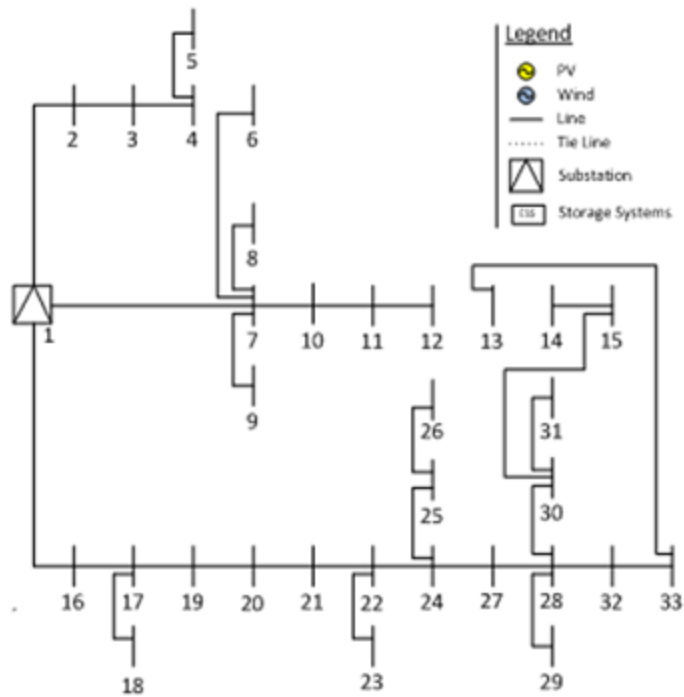 Legend
PV
Wind
Line
Tie Line
Substation
ESS Storage Systems
5
2 3 4 6
8
1
7 10 11 12 13 14 15
9
26 31
25 30
16 17 19 20 21 22 24 27 28 32 33
18 23 29